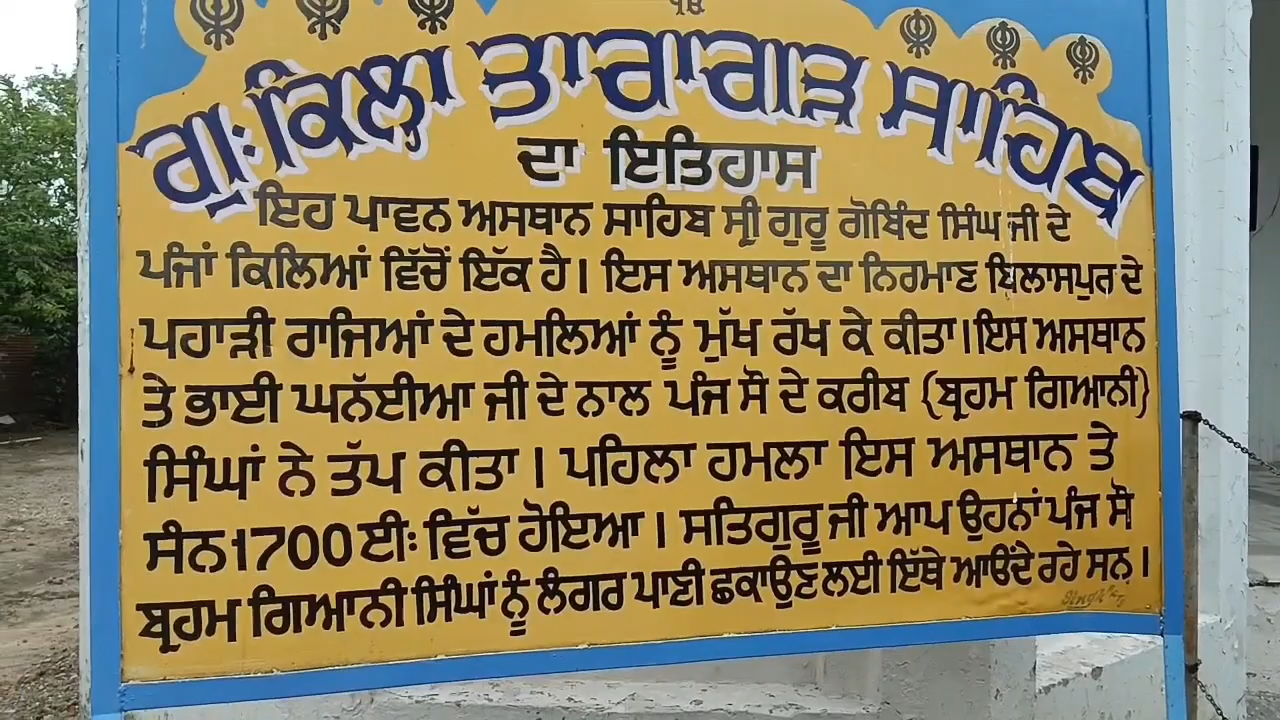 ੴ
ਗੁ: ਕਿਲ੍ਹਾ ਤਾਰਾਗੜ ਸਾਹਿਬ
ਦਾ ਇਤਿਹਾਸ
ਇਹ ਪਾਵਨ ਅਸਥਾਨ ਸਾਹਿਬ ਸ੍ਰੀ ਗੁਰੂ ਗੋਬਿੰਦ ਸਿੰਘ ਜੀ ਦੇ
ਪੰਜਾਂ ਕਿਲਿਆਂ ਵਿੱਚੋਂ ਇੱਕ ਹੈ। ਇਸ ਅਸਥਾਨ ਦਾ ਨਿਰਮਾਣ ਬਿਲਾਸਪੁਰ ਦੇ
ਪਹਾੜੀ ਰਾਜਿਆਂ ਦੇ ਹਮਲਿਆਂ ਨੂੰ ਮੁੱਖ ਰੱਖ ਕੇ ਕੀਤਾ। ਇਸ ਅਸਥਾਨ
ਤੇ ਭਾਈ ਘਨੱਈਆ ਜੀ ਦੇ ਨਾਲ ਪੰਜ ਸੋ ਦੇ ਕਰੀਬ {ਬ੍ਰਹਮ ਗਿਆਨੀ}
ਸਿੰਘਾਂ ਨੇ ਤੱਪ ਕੀਤਾ। ਪਹਿਲਾ ਹਮਲਾ ਇਸ ਅਸਥਾਨ ਤੇ
ਸੰਨ 1700 ਈ: ਵਿੱਚ ਹੋਇਆ। ਸਤਿਗੁਰੂ ਜੀ ਆਪ ਉਹਨਾਂ ਪੰਜ ਸੋ
ਬ੍ਰਹਮ ਗਿਆਨੀ ਸਿੰਘਾਂ ਨੂੰ ਲੰਗਰ ਪਾਣੀ ਛਕਾਉਣ ਲਈ ਇੱਥੇ ਆਉਂਦੇ ਰਹੇ ਸਨ।